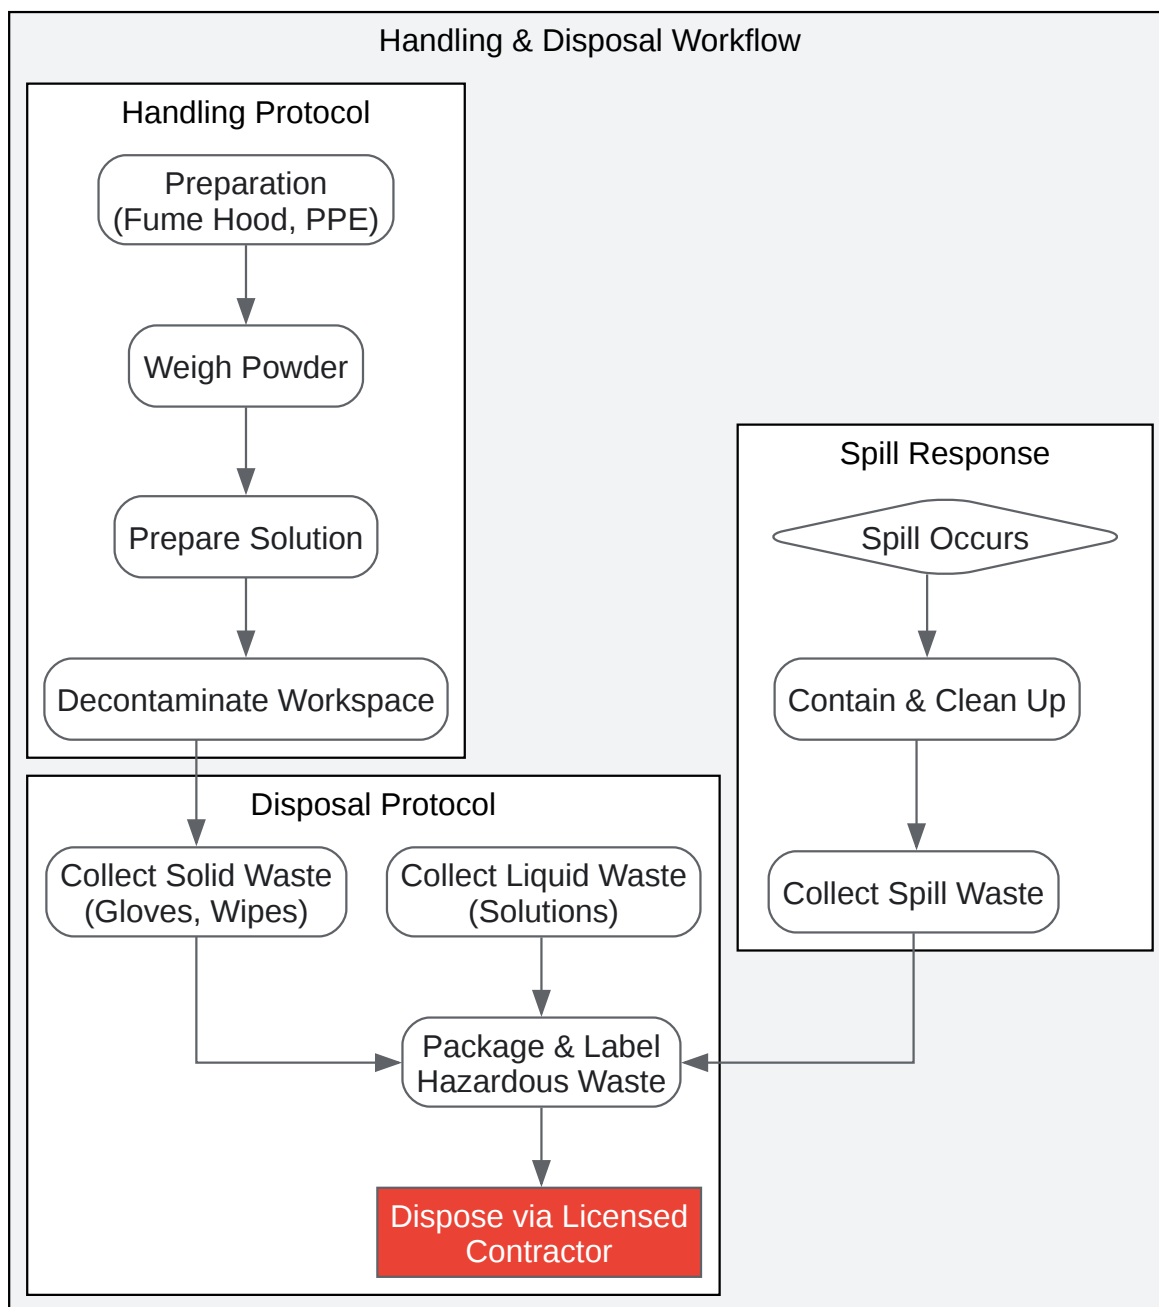 Handling & Disposal Workflow
Handling Protocol
Preparation
(Fume Hood, PPE)
Weigh Powder
Prepare Solution
Decontaminate Workspace
Spill Response
Spill Occurs
Contain & Clean Up
Collect Spill Waste
Disposal Protocol
Collect Solid Waste
(Gloves, Wipes)
Collect Liquid Waste
(Solutions)
Package & Label
Hazardous Waste
Dispose via Licensed
Contractor